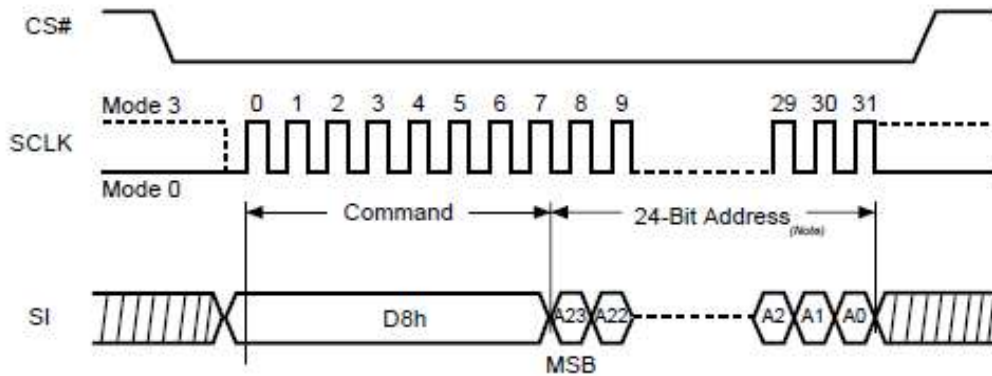 CS#
Mode 3 0 1 2 3 4 5 6 7 8 9 29 30 31
SCLK
Mode 0
Command 24-Bit Address (Note)
SI D8h A23 A22 A2 A1 A0
MSB